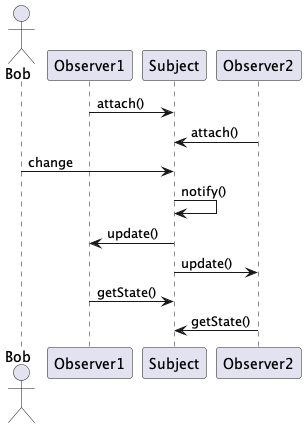 Bob
Observer1
Subject
Observer2
attach()
attach()
change
notify()
update()
update()
getState()
getState()
Bob
Observer1
Subject
Observer2